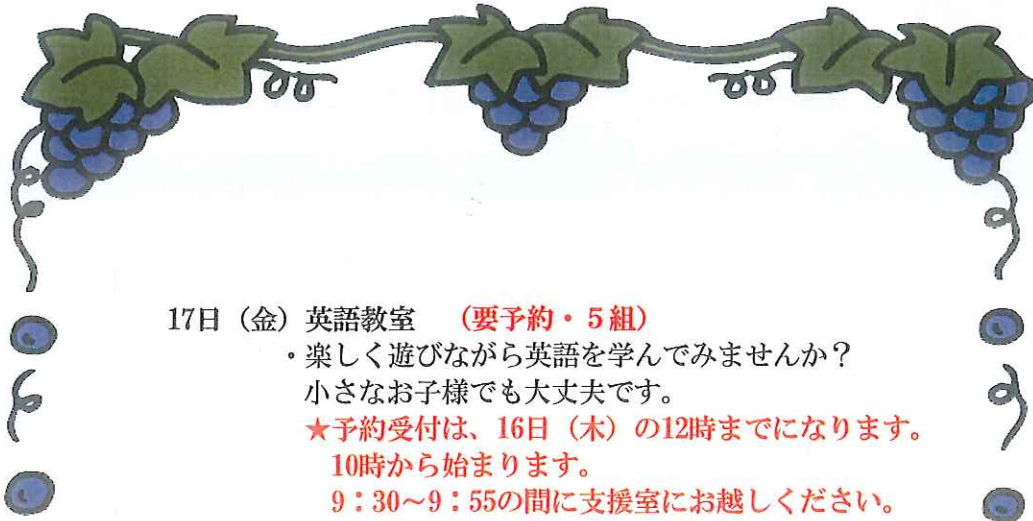 17日（金）英語教室　（要予約・５組）
・楽しく遊びながら英語を学んでみませんか？
小さなお子様でも大丈夫です。
★予約受付は、16日（木）の12時までになります。
10時から始まります。
9：30～9：55の間に支援室にお越しください。